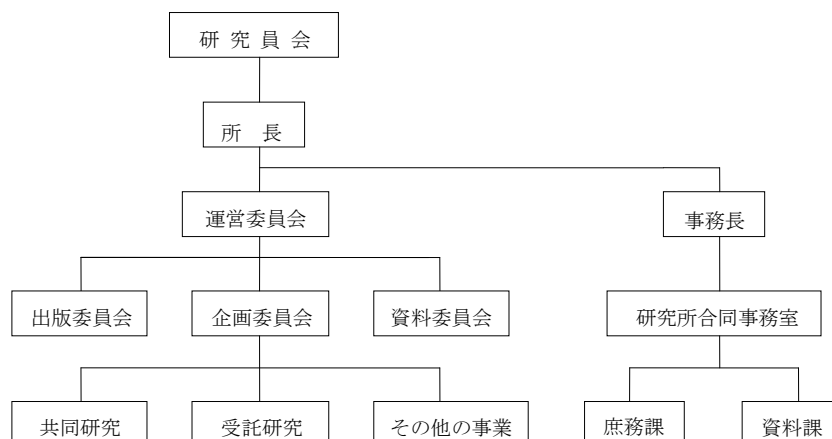 研 究 員 会
所　長
運営委員会
事務長
出版委員会
企画委員会
資料委員会
研究所合同事務室
共同研究
受託研究
その他の事業
庶務課
資料課